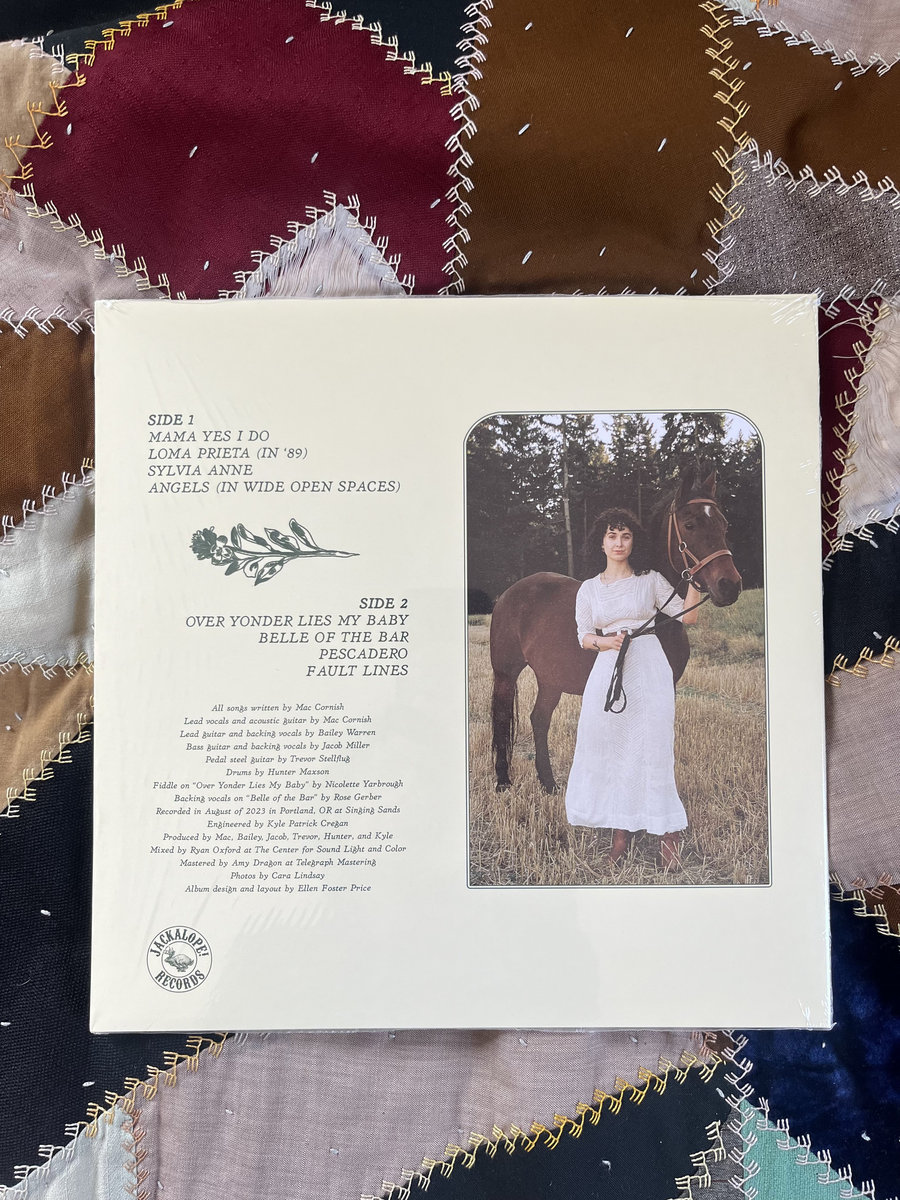 SIDE 1
MAMA YES I DO
LOMA PRIETA (IN ‘89)
SYLVIA ANNE
ANGELS (IN WIDE OPEN SPACES)
SIDE 2
OVER YONDER LIES MY BABY
BELLE OF THE BAR
PESCADERO
FAULT LINES
All songs written by Mac Cornish
Lead vocals and acoustic guitar by Mac Cornish
Lead guitar and backing vocals by Bailey Warren
Bass guitar and backing vocals by Jacob Miller
Pedal steel guitar by Trevor Stellflug
Drums by Hunter Maxson
Fiddle on “Over Yonder Lies My Baby” by Nicolette Yarbrough
Backing vocals on “Belle of the Bar” by Rose Gerber
Recorded in August of 2023 in Portland, OR at Singing Sands
Engineered by Kyle Patrick Cregan
Produced by Mac, Bailey, Jacob, Trevor, Hunter, and Kyle
Mixed by Ryan Oxford at The Center for Sound Light and Color
Mastered by Amy Dragon at Telegraph Mastering
Photos by Cara Lindsay
Album design and layout by Ellen Foster Price
JACKALOPE!
RECORDS